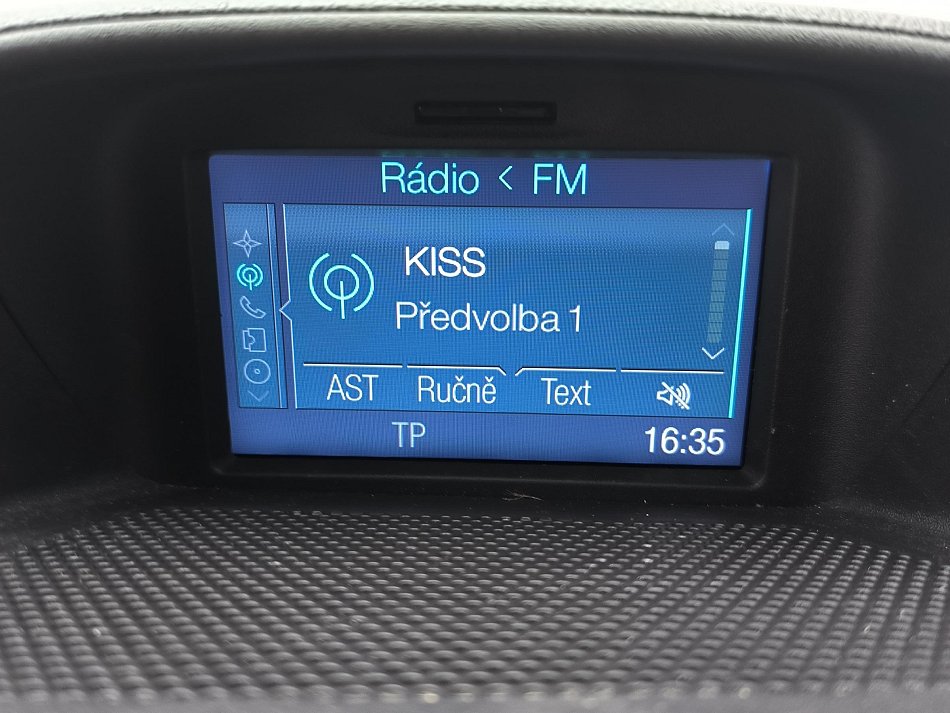 Rádio < FM
KISS
Předvolba 1
AST Ručně Text
TP 16:35